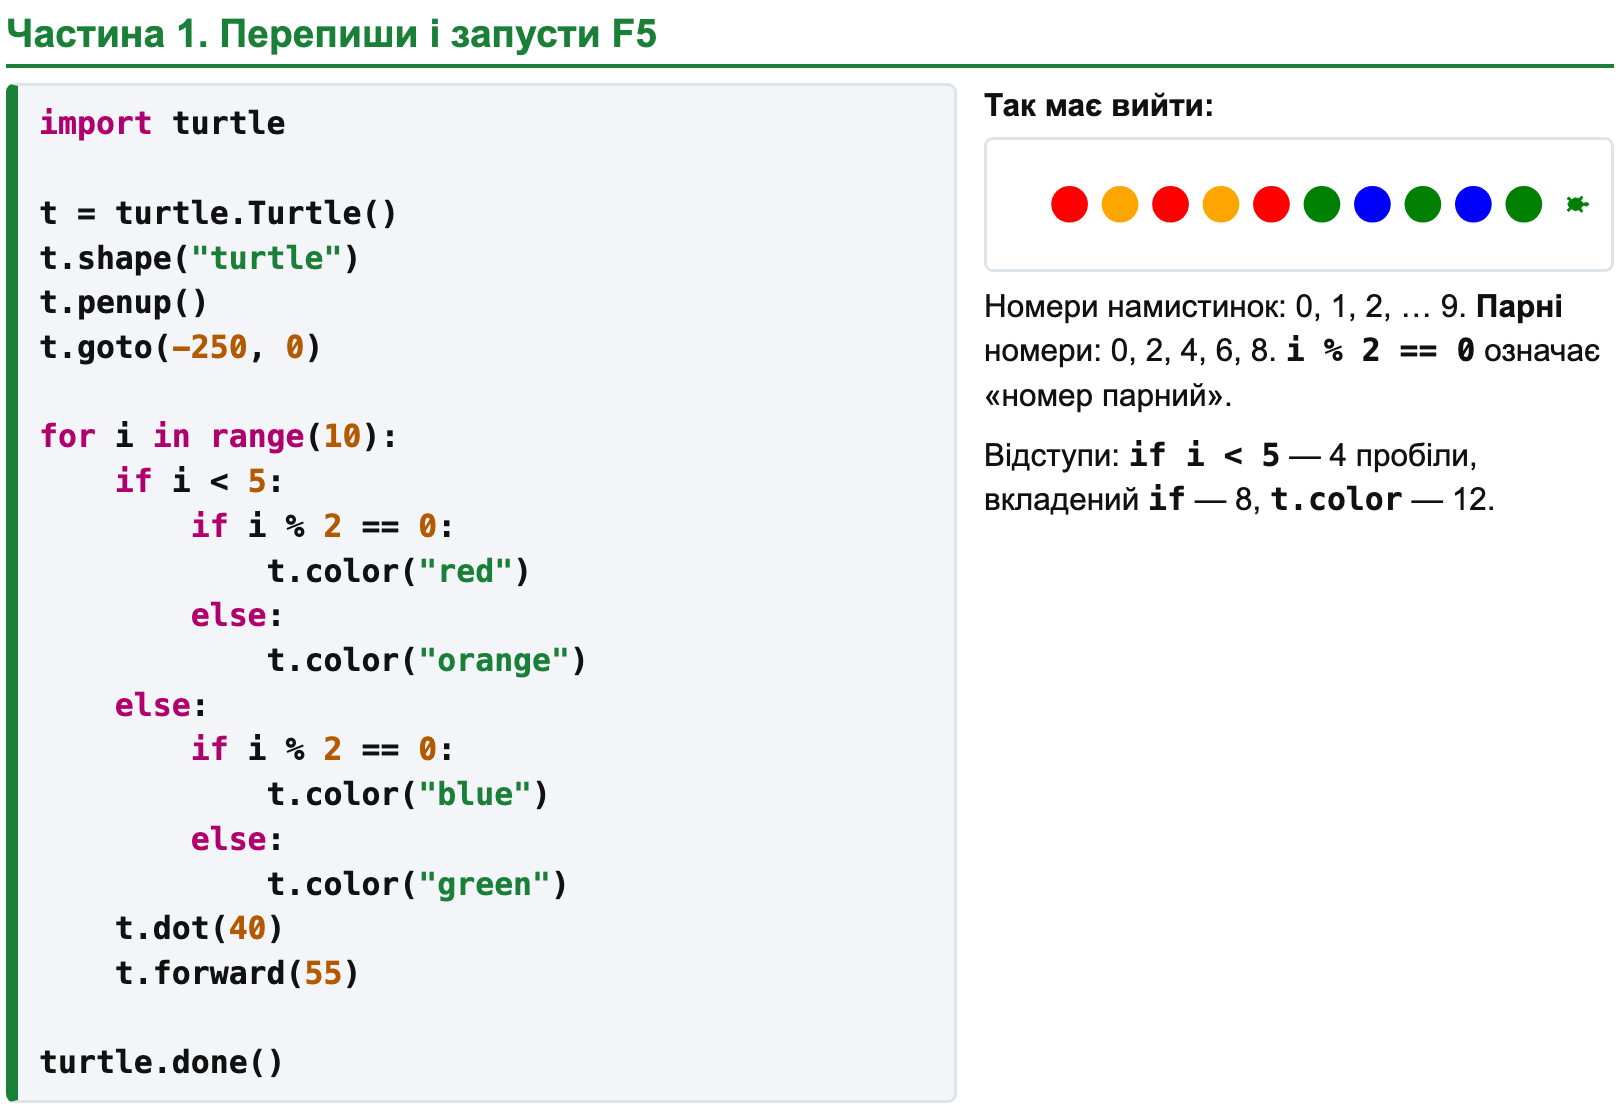 Частина 1. Перепиши і запусти F5
import turtle

t = turtle.Turtle()
t.shape("turtle")
t.penup()
t.goto(−250, 0)

for i in range(10):
    if i < 5:
        if i % 2 == 0:
            t.color("red")
        else:
            t.color("orange")
    else:
        if i % 2 == 0:
            t.color("blue")
        else:
            t.color("green")
    t.dot(40)
    t.forward(55)

turtle.done()
Так має вийти:
Номери намистинок: 0, 1, 2, … 9. Парні
номери: 0, 2, 4, 6, 8. i % 2 == 0 означає
«номер парний».
Відступи: if i < 5 — 4 пробіли,
вкладений if — 8, t.color — 12.